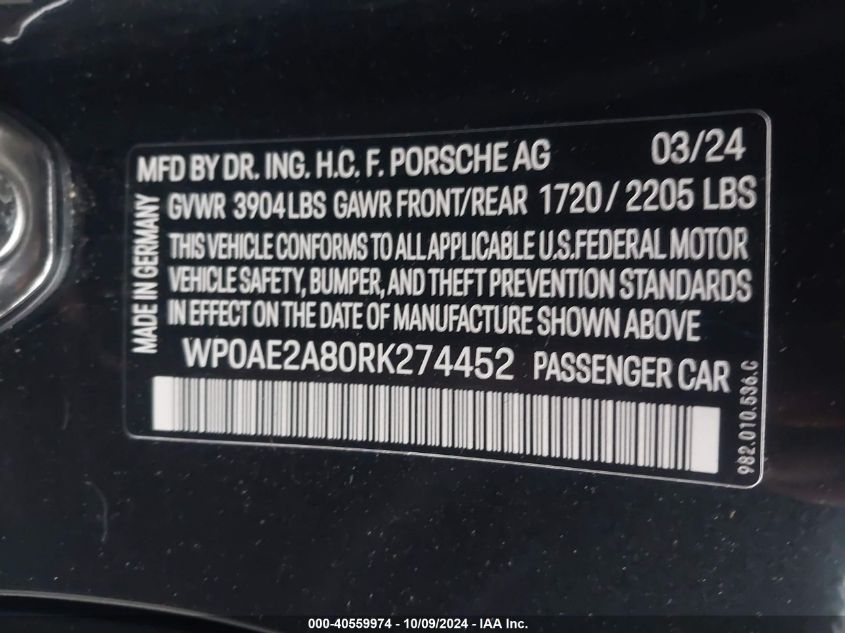 MFD BY DR. ING. H.C. F. PORSCHE AG 03/24
GVWR 3904 LBS GAWR FRONT/REAR 1720 / 2205 LBS
THIS VEHICLE CONFORMS TO ALL APPLICABLE U.S.FEDERAL MOTOR
VEHICLE SAFETY, BUMPER, AND THEFT PREVENTION STANDARDS
IN EFFECT ON THE DATE OF MANUFACTURE SHOWN ABOVE
MADE IN GERMANY
WP0AE2A80RK274452 PASSENGER CAR
982.010.536.C
000-40559974 - 10/09/2024 - IAA Inc.